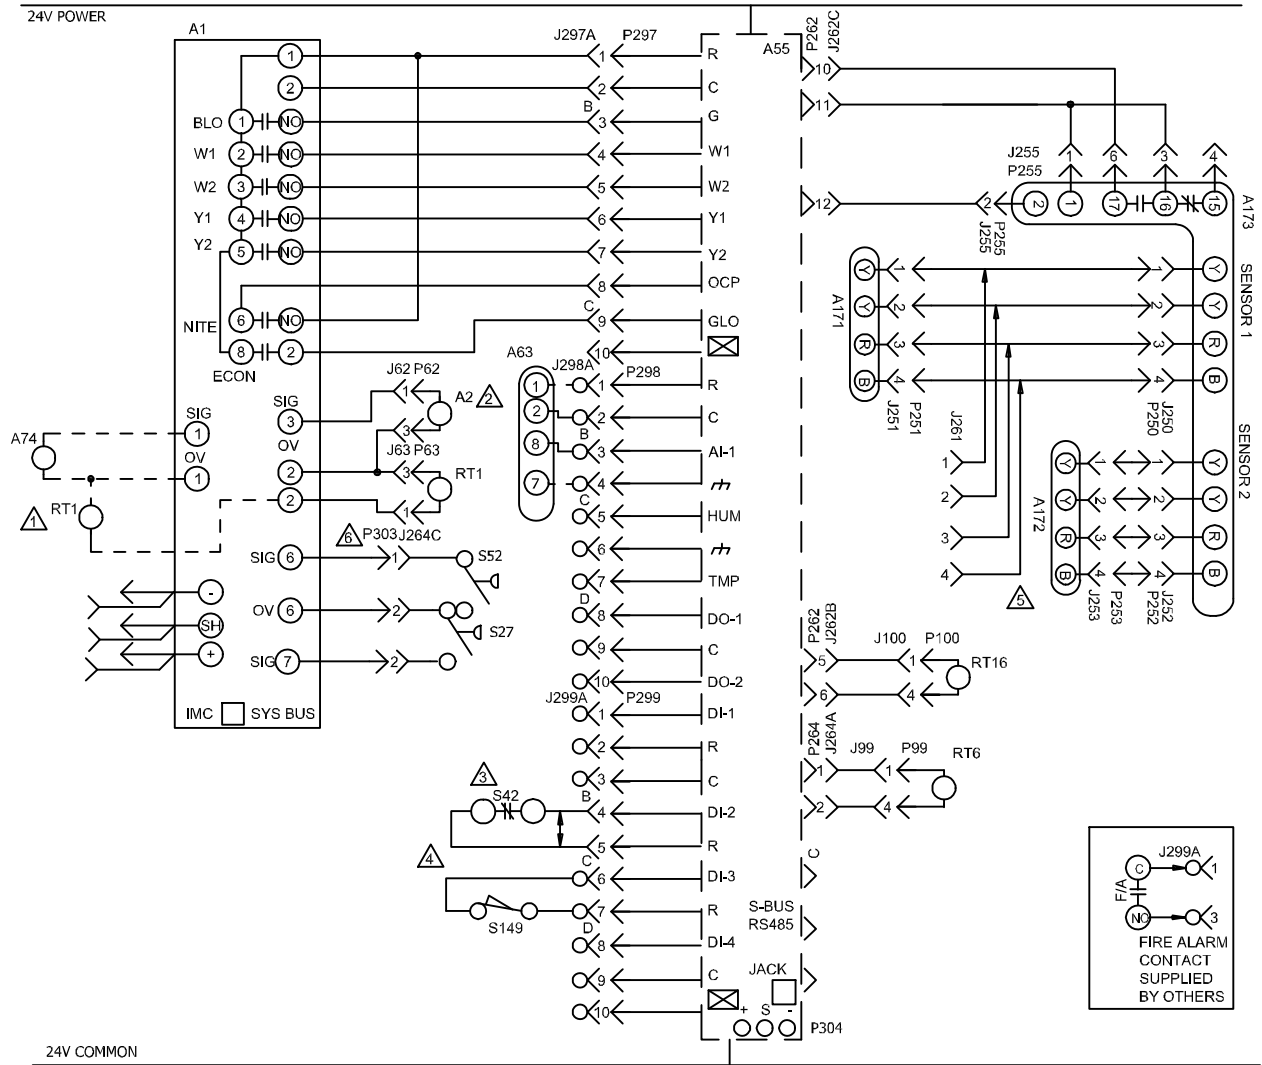 24V POWER
A1
J297A P297
A55
P262
J262C
1 1 R 10
2 2 C 11
B
BLO 1 NO 3 G
W1 2 NO 4 W1
W2 3 NO 5 W2 12
Y1 4 NO 6 Y1
Y2 5 NO 7 Y2
8 OCP
C
NITE 6 NO 9 GLO
8 2 10
ECON
J255 1 6 3 4
P255
2 2 1 17 16 15 A173
P255
J255
A171
Y 1 1 Y
Y 2 2 Y
R 3 3 R
B 4 4 B
SENSOR 1
J251
P251
J261
P250
J250
1
2
3
4
5
SENSOR 2
A172
Y 1 1 Y
Y 2 2 Y
R 3 3 R
B 4 4 B
J253
P253
P252
J252
J62 P62
1
A2 2
3
J63 P63
3
RT1
1
SIG
3
OV
2
2
A74
SIG
1
OV
1
RT1
1
6 P303 J264C
SIG 6 1 S52
OV 6 2
S27
SIG 7 2
-
SH
+
IMC SYS BUS
A63 J298A P298
1 1 R
2 2 C
B
8 3 AI-1
7 4
C
5 HUM
6
7 TMP
D
8 DO-1
9 C
10 DO-2
J299A P299
1 DI-1
2 R
3 C
3
S42
B
4 DI-2
4
5 R
C
6 DI-3
7 R
S149
D
8 DI-4
9 C
10
P262
J262B
5 J100 1 P100
RT16
6 4
P264
J264A
1 J99 1 P99
RT6
2 4
C
S-BUS
RS485
JACK
+ S -
P304
J299A
C 1
F/A
NO 3
FIRE ALARM
CONTACT
SUPPLIED
BY OTHERS
24V COMMON